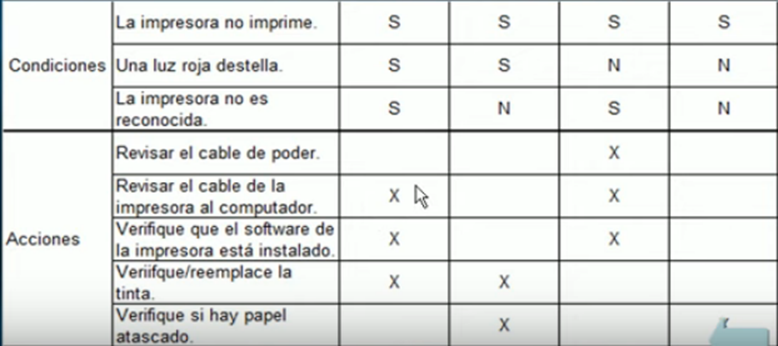 La impresora no imprime. S S S S
Condiciones Una luz roja destella. S S N N
La impresora no es
reconocida. S N S N
Revisar el cable de poder. X
Revisar el cable de la
impresora al computador. X X
Acciones Verifique que el software de
la impresora está instalado. X X
Veriifque/reemplace la
tinta. X X
Verifique si hay papel
atascado. X